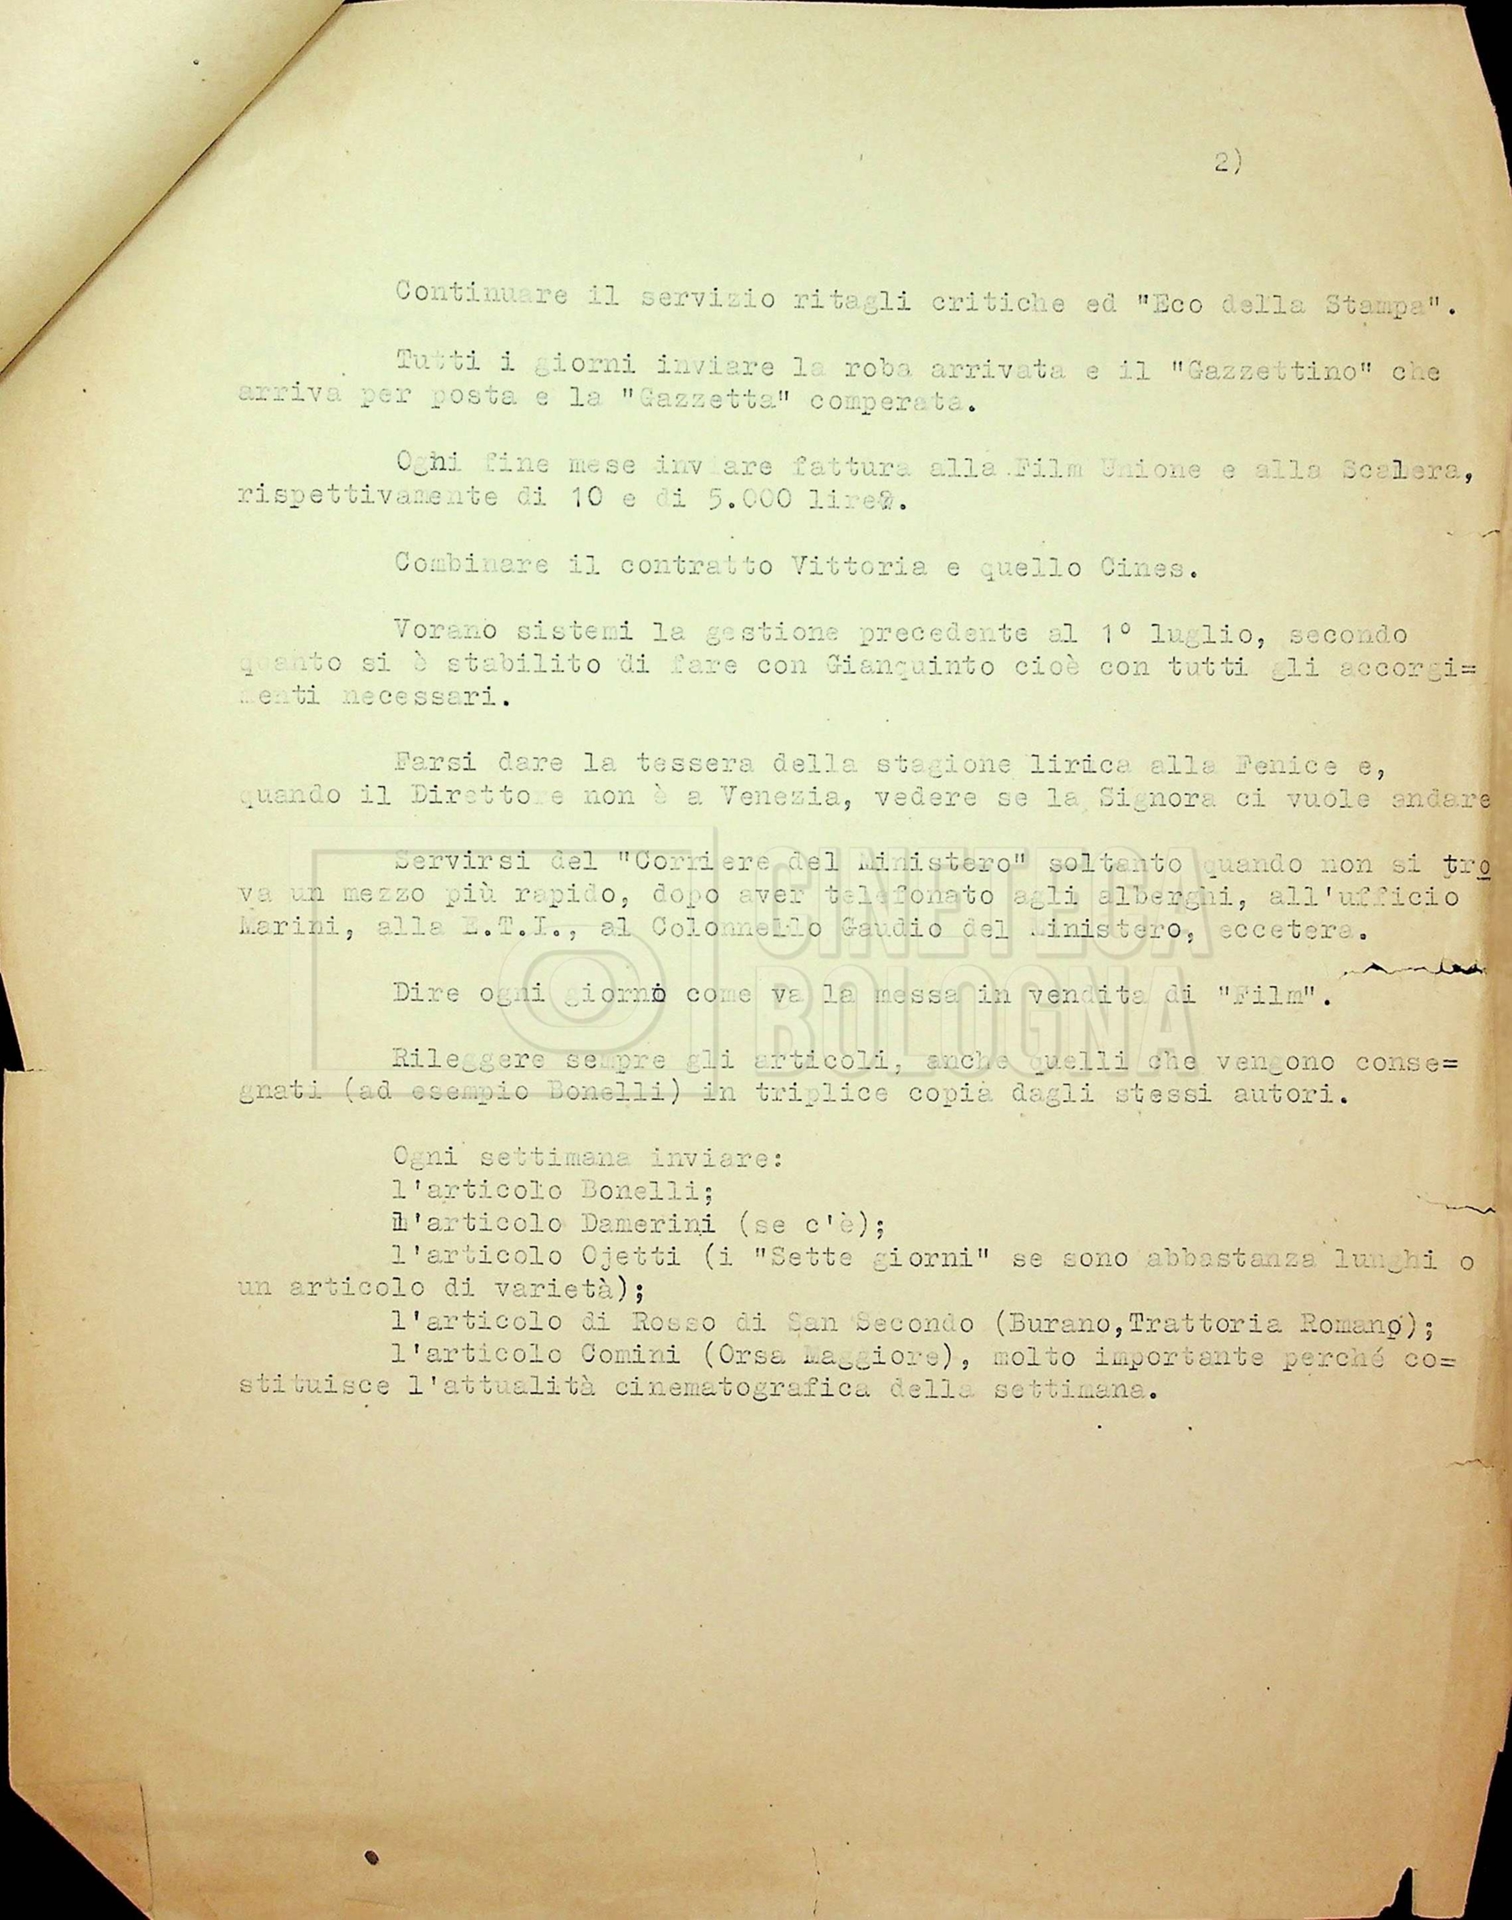 2)
Continuare il servizio ritagli critiche ed "Eco della Stampa".
Tutti i giorni inviare la roba arrivata e il "Gazzettino" che
arriva per posta e la "Gazzetta" comperata.
Ogni fine mese inviare fattura alla Film Unione e alla Scalera,
rispettivamente di 10 e di 5.000 lire.
Combinare il contratto Vittoria e quello Cines.
Vorano sistemi la gestione precedente al 1° luglio, secondo
quanto si è stabilito di fare con Gianquinto cioè con tutti gli accorgi=
menti necessari.
Farsi dare la tessera della stagione lirica alla Fenice e,
quando il Direttore non è a Venezia, vedere se la Signora ci vuole andare
Servirsi del "Corriere del Ministero" soltanto quando non si tro
va un mezzo più rapido, dopo aver telefonato agli alberghi, all'ufficio
Marini, alla E.T.I., al Colonnello Gaudio del Ministero, eccetera.
CINETECA
BOLOGNA
Dire ogni giorno come va la messa in vendita di "Film".
Rileggere sempre gli articoli, anche quelli che vengono conse=
gnati (ad esempio Bonelli) in triplice copia dagli stessi autori.
Ogni settimana inviare:
l'articolo Bonelli;
l'articolo Damerini (se c'è);
l'articolo Ojetti (i "Sette giorni" se sono abbastanza lunghi o
un articolo di varietà);
l'articolo di Rosso di San Secondo (Burano,Trattoria Romano);
l'articolo Comini (Orsa Maggiore), molto importante perché co=
stituisce l'attualità cinematografica della settimana.